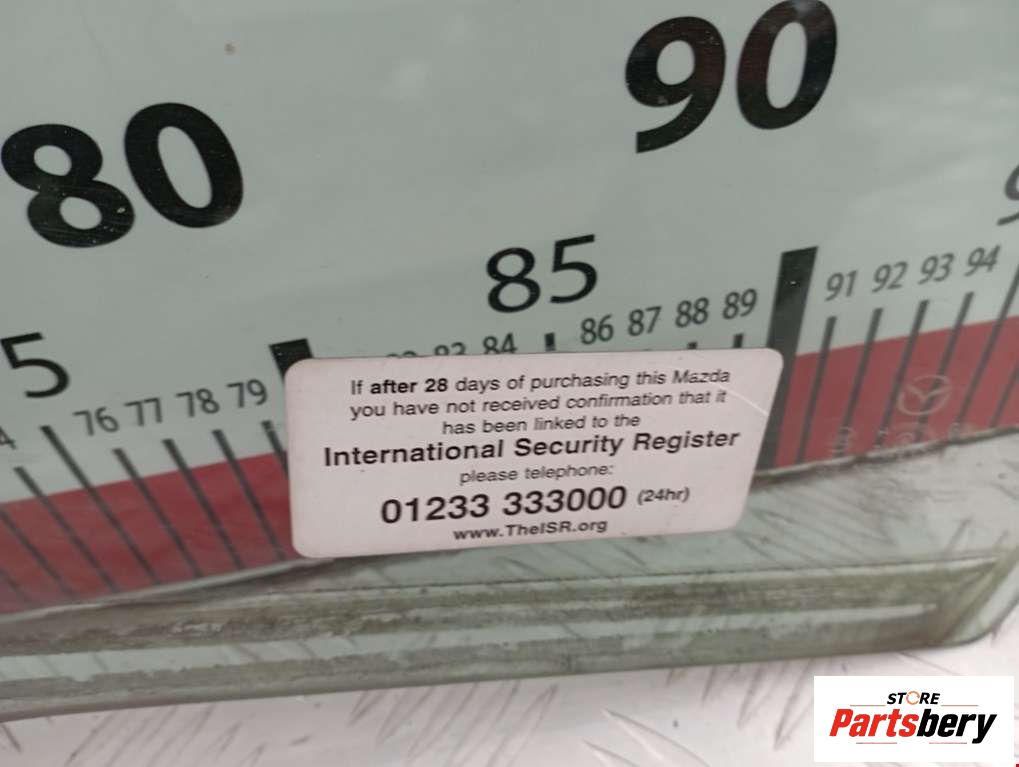 80
90
85
5
76 77 78 79
84
86 87 88 89
91 92 93 94
If after 28 days of purchasing this Mazda
you have not received confirmation that it
has been linked to the
International Security Register
please telephone:
01233 333000 (24hr)
www.TheISR.org
STORE
Partsbery